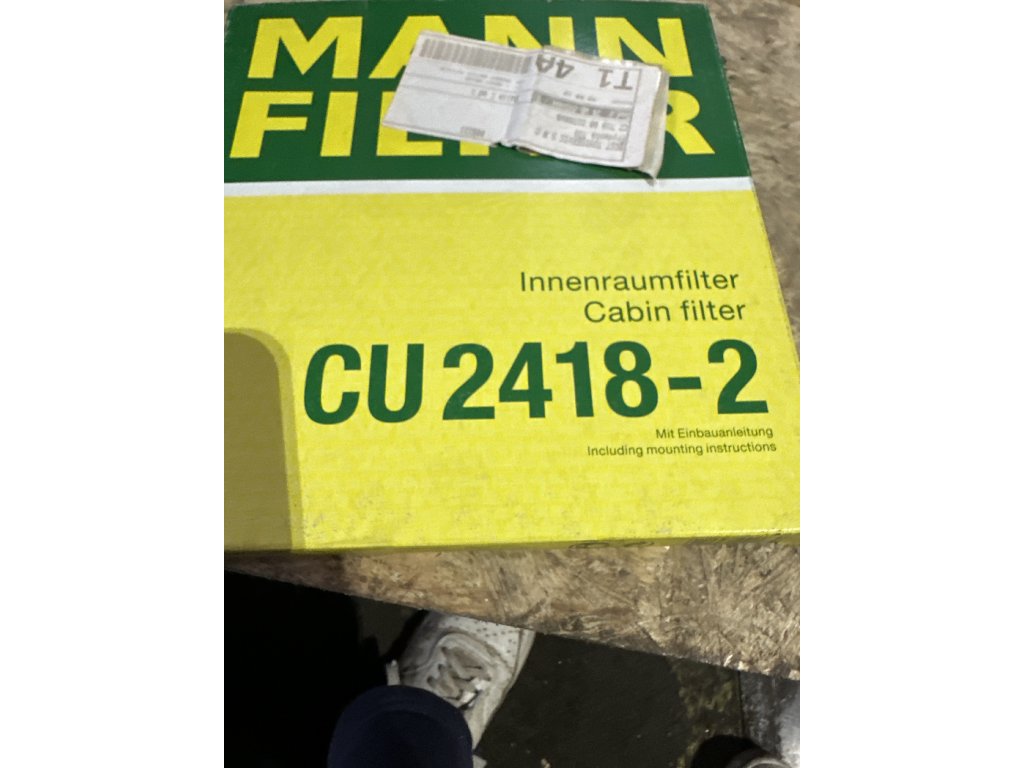 MANN
FILTER
T1
4A
Innenraumfilter
Cabin filter
CU 2418-2
Mit Einbauanleitung
Including mounting instructions